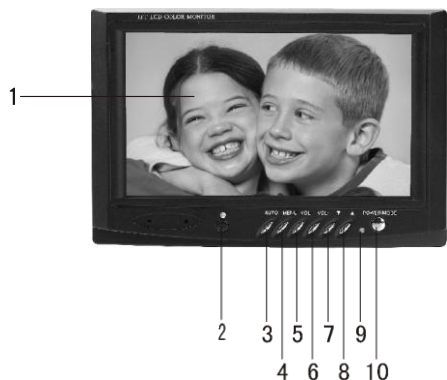 TFT LCD COLOR MONITOR
1
AUTO MENU VOL- VOL+ ▼ ▲ POWER/MODE
2 3 5 7 9
4 6 8 10